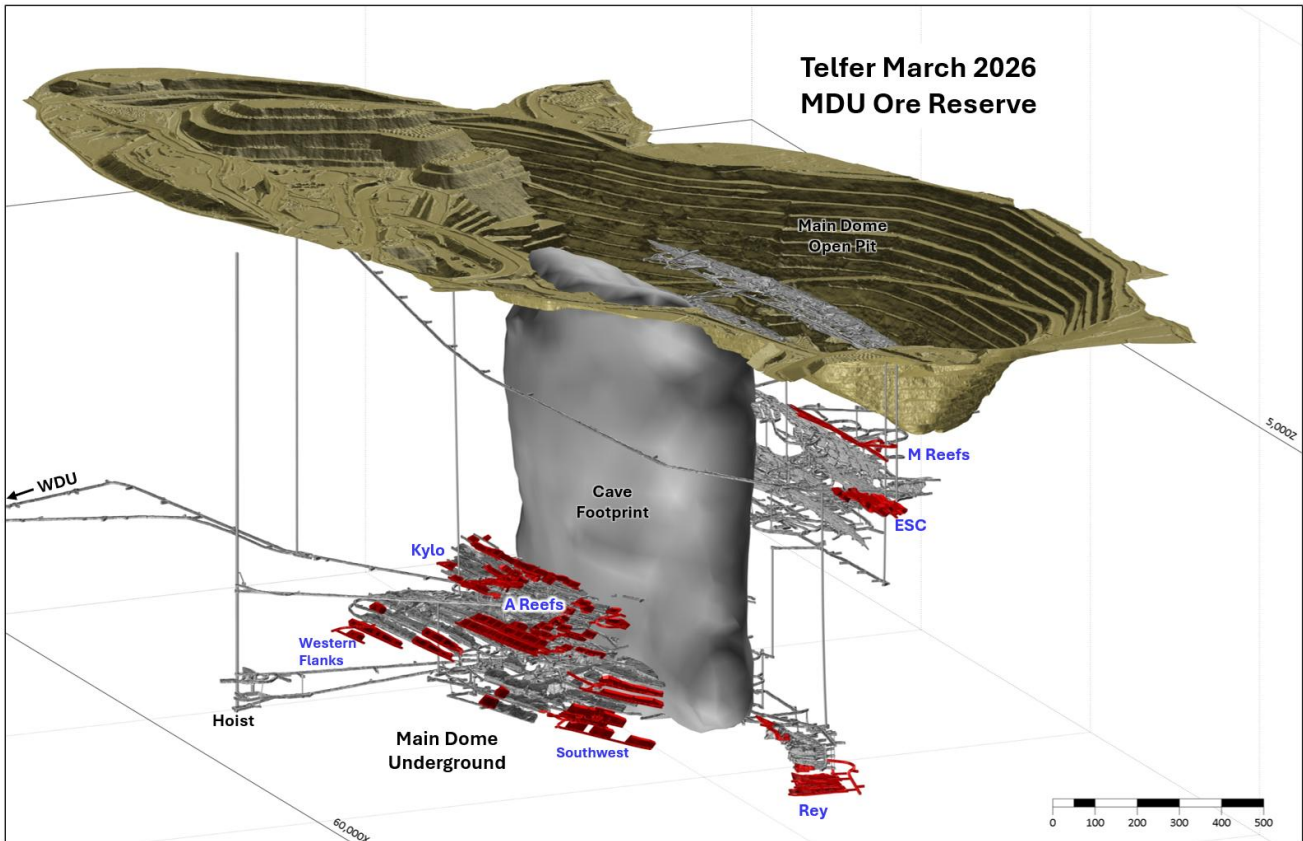 Telfer March 2026
MDU Ore Reserve
Main Dome
Open Pit
5,000Z
M Reefs
WDU
Cave
Footprint
ESC
Kylo
A Reefs
Western
Flanks
Hoist
Main Dome
Underground
Southwest
Rey
60,000X
0 100 200 300 400 500